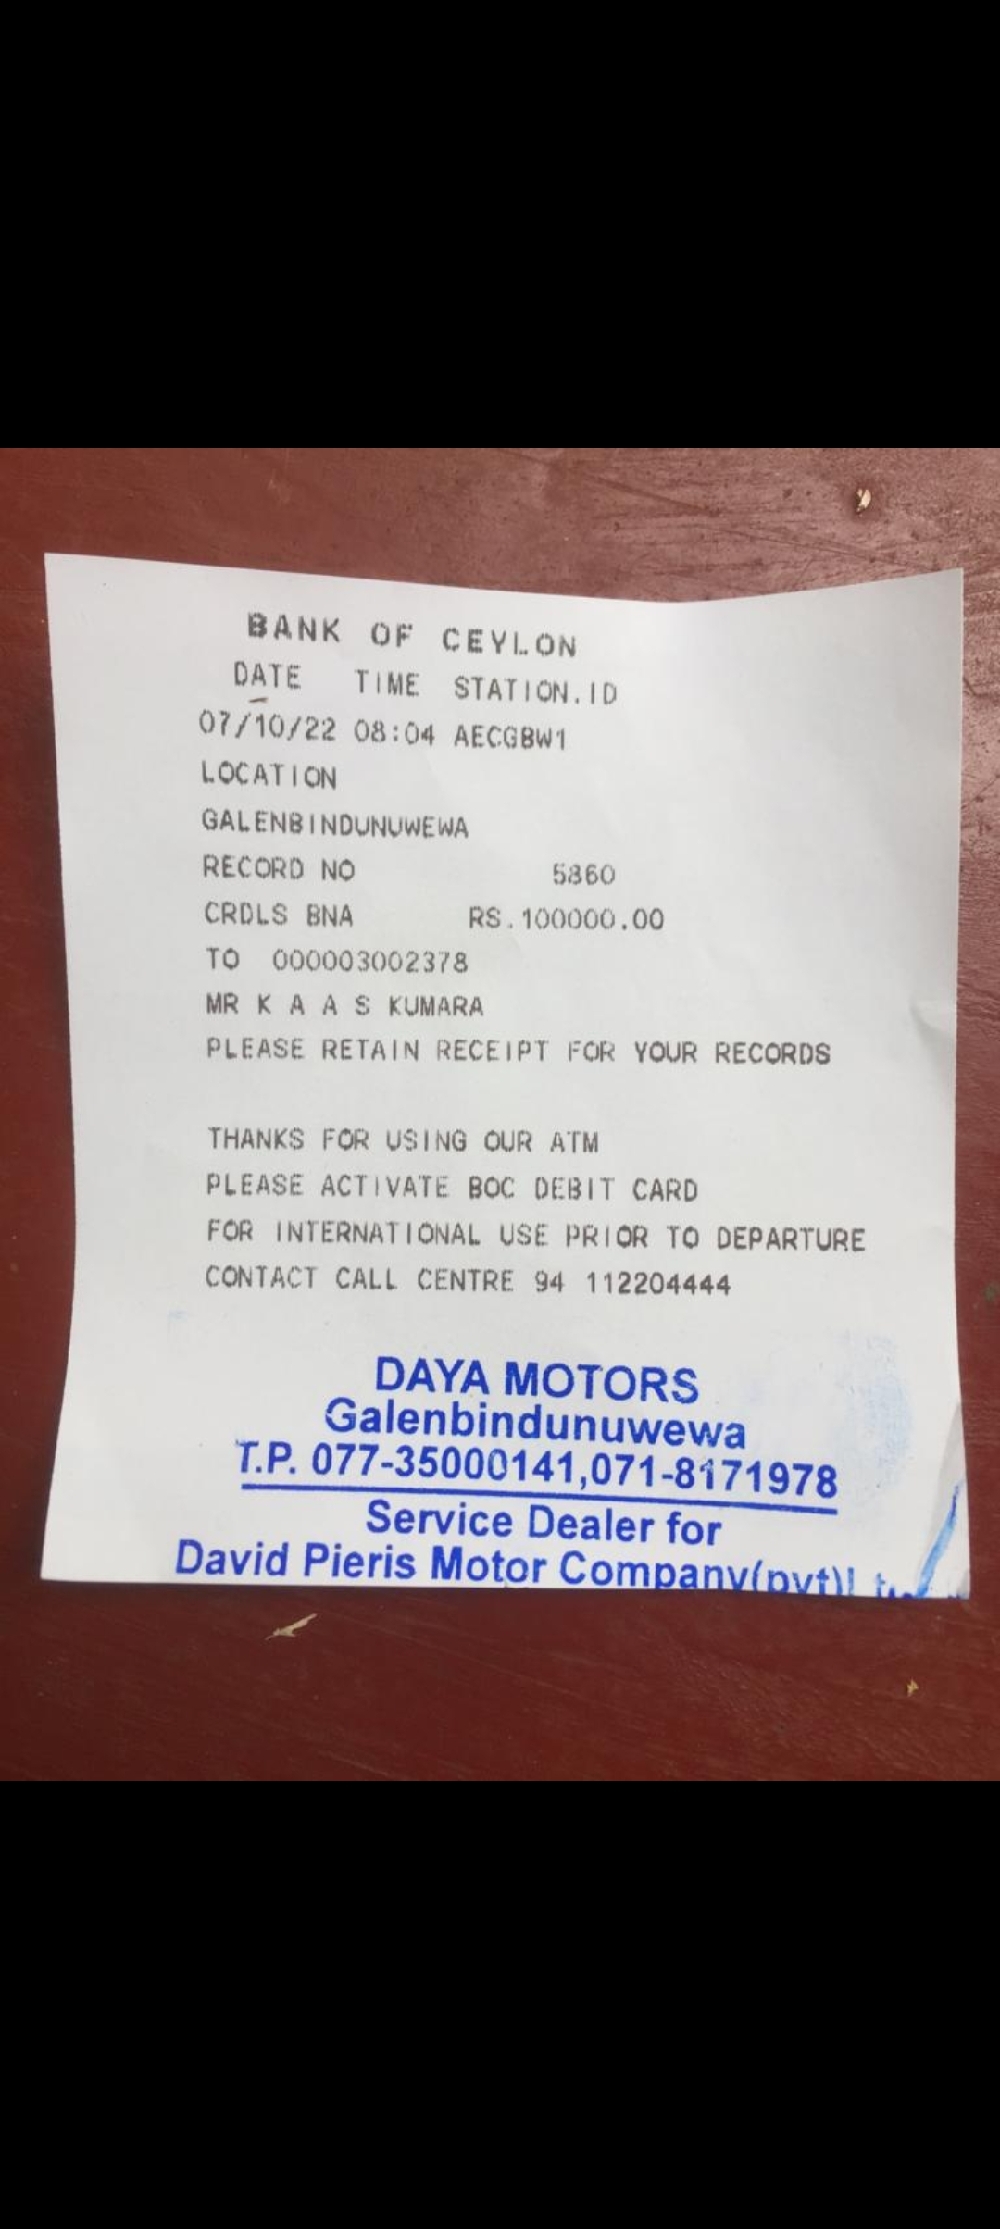 BANK OF CEYLON
DATE TIME STATION.ID
07/10/22 08:04 AECGBW1
LOCATION
GALENBINDUNUWEWA
RECORD NO 5860
CRDLS BNA RS.100000.00
TO 000003002378
MR K A A S KUMARA
PLEASE RETAIN RECEIPT FOR YOUR RECORDS
THANKS FOR USING OUR ATM
PLEASE ACTIVATE BOC DEBIT CARD
FOR INTERNATIONAL USE PRIOR TO DEPARTURE
CONTACT CALL CENTRE 94 112204444
DAYA MOTORS
Galenbindunuwewa
T.P. 077-35000141,071-8171978
Service Dealer for
David Pieris Motor Company(pvt)